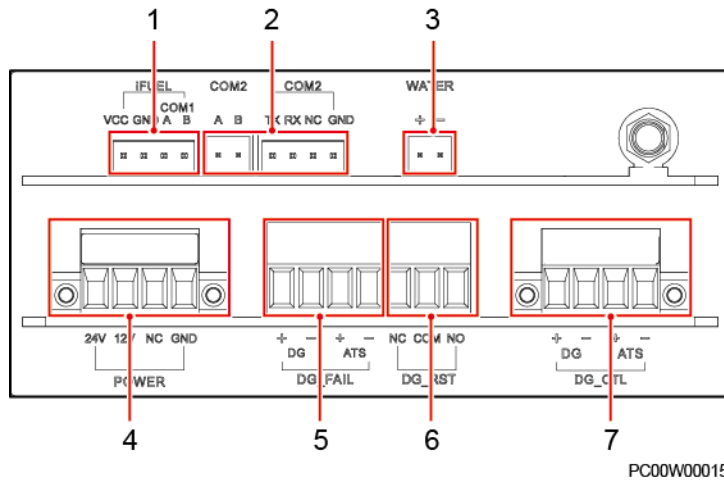 1 2 3
iFUEL COM2 COM2 WATER
COM1
VCC GND A B A B TX RX NC GND + -
24V 12V NC GND + - + - NC COM NO + - + -
DG ATS DG ATS
POWER DG_FAIL DG_RST DG_CTL
4 5 6 7
PC00W00015